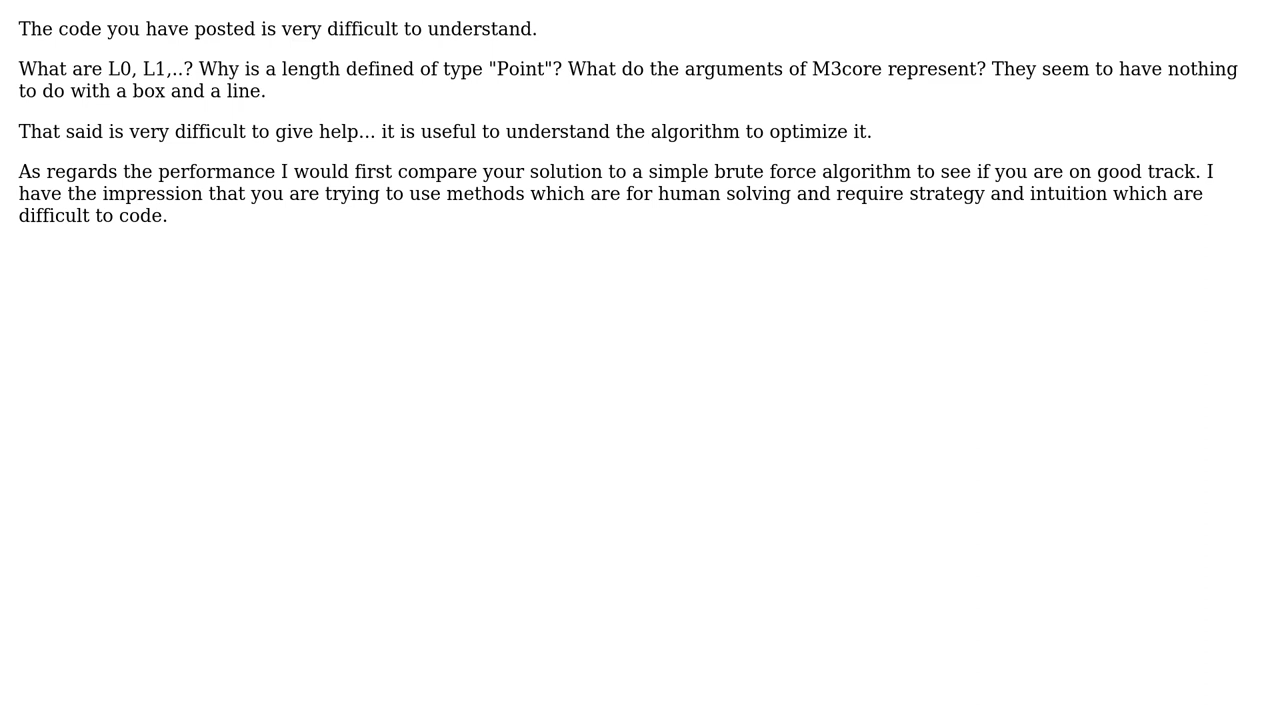 The code you have posted is very difficult to understand.
What are L0, L1,..? Why is a length defined of type "Point"? What do the arguments of M3core represent? They seem to have nothing
to do with a box and a line.
That said is very difficult to give help... it is useful to understand the algorithm to optimize it.
As regards the performance I would first compare your solution to a simple brute force algorithm to see if you are on good track. I
have the impression that you are trying to use methods which are for human solving and require strategy and intuition which are
difficult to code.